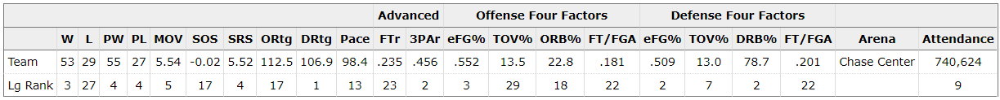 Advanced Offense Four Factors Defense Four Factors
W L PW PL MOV SOS SRS ORtg DRtg Pace FTr 3PAr eFG% TOV% ORB% FT/FGA eFG% TOV% DRB% FT/FGA Arena Attendance
Team 53 29 55 27 5.54 -0.02 5.52 112.5 106.9 98.4 .235 .456 .552 13.5 22.8 .181 .509 13.0 78.7 .201 Chase Center 740,624
Lg Rank 3 27 4 4 5 17 4 17 1 13 23 2 3 29 18 22 2 7 2 22 9